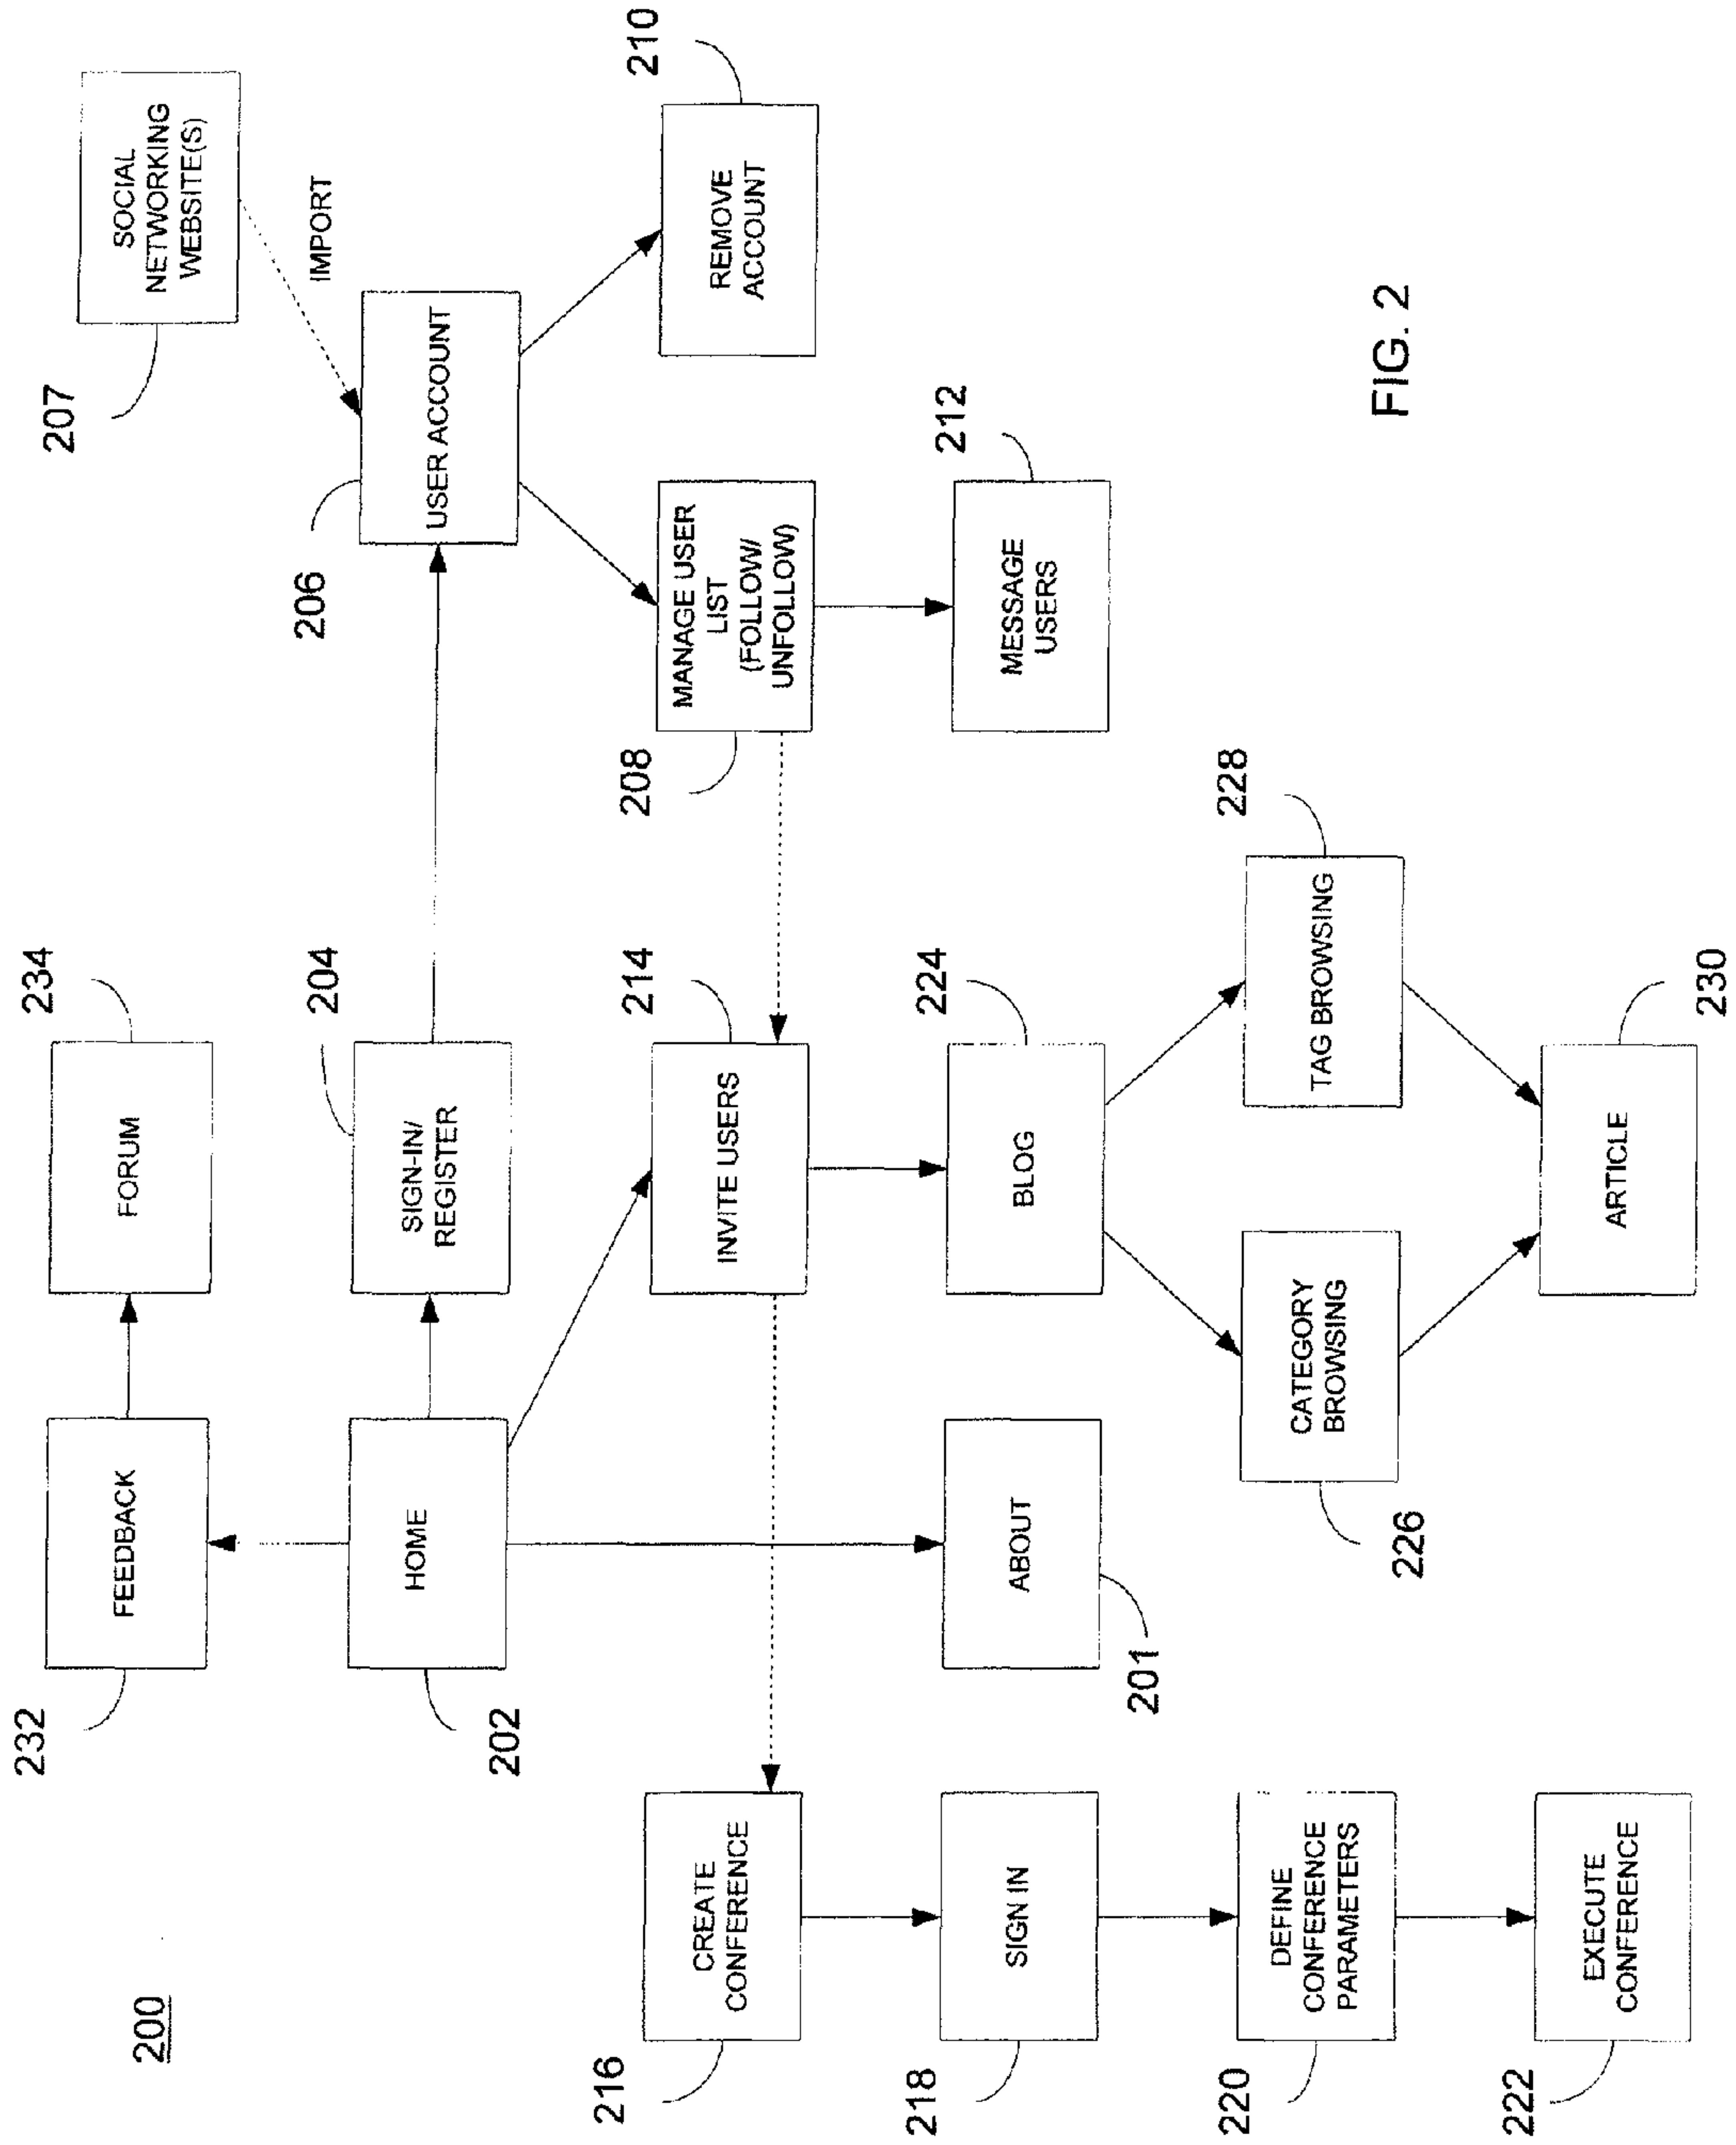 200
232
FEEDBACK
234
FORUM
207
SOCIAL
NETWORKING
WEBSITE(S)
IMPORT
202
HOME
204
SIGN-IN/
REGISTER
206
USER ACCOUNT
216
CREATE
CONFERENCE
214
INVITE USERS
208
MANAGE USER
LIST
(FOLLOW/
UNFOLLOW)
210
REMOVE
ACCOUNT
218
SIGN IN
ABOUT
201
224
BLOG
212
MESSAGE
USERS
220
DEFINE
CONFERENCE
PARAMETERS
226
CATEGORY
BROWSING
228
TAG BROWSING
222
EXECUTE
CONFERENCE
230
ARTICLE
FIG. 2